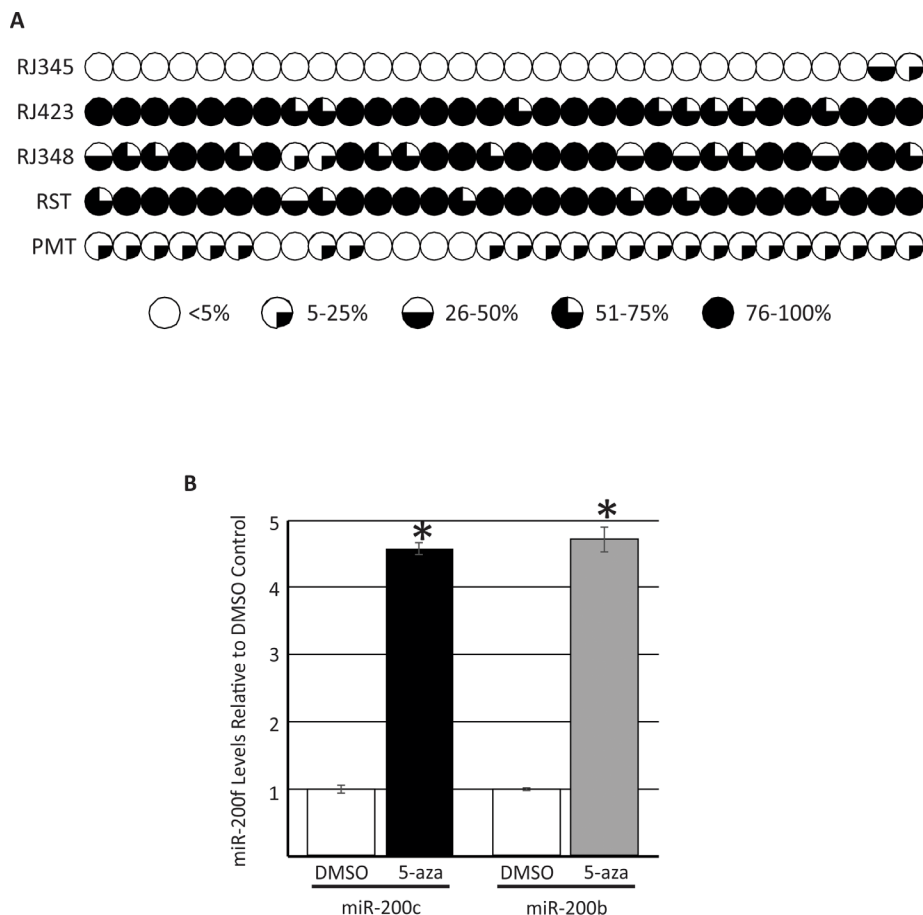 A
RJ345
RJ423
RJ348
RST
PMT
<5% 5-25% 26-50% 51-75% 76-100%
B
miR-200f Levels Relative to DMSO Control
5
4
3
2
1
* *
DMSO 5-aza DMSO 5-aza
miR-200c miR-200b